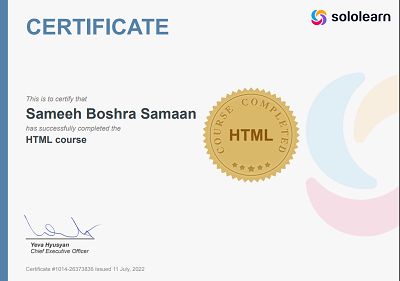 CERTIFICATE
sololearn
This is to certify that
Sameeh Boshra Samaan
has successfully completed the
HTML course
COURSE COMPLETED
HTML
Yeva Hyusyan
Chief Executive Officer
Certificate #1014-26373836 Issued 11 July, 2022